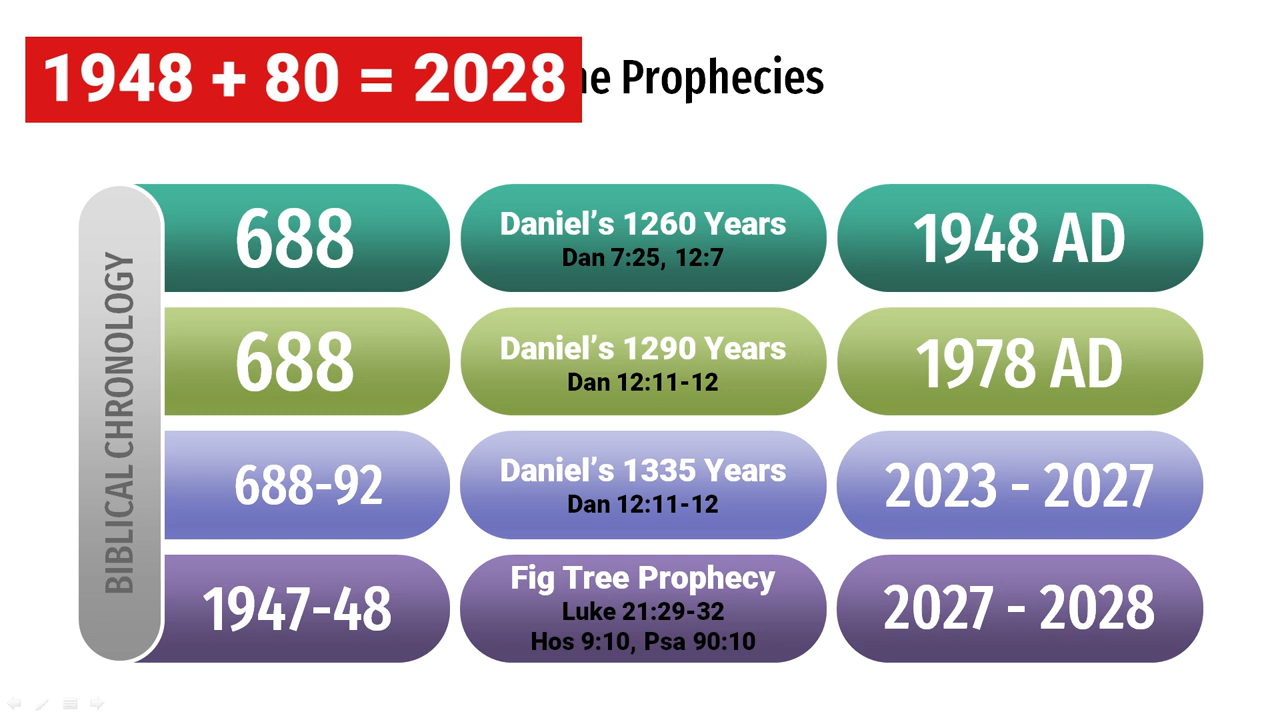 1948 + 80 = 2028
Prophecies
BIBLICAL CHRONOLOGY
688
Daniel's 1260 Years
Dan 7:25, 12:7
1948 AD
688
Daniel's 1290 Years
Dan 12:11-12
1978 AD
688-92
Daniel's 1335 Years
Dan 12:11-12
2023 - 2027
1947-48
Fig Tree Prophecy
Luke 21:29-32
Hos 9:10, Psa 90:10
2027 - 2028